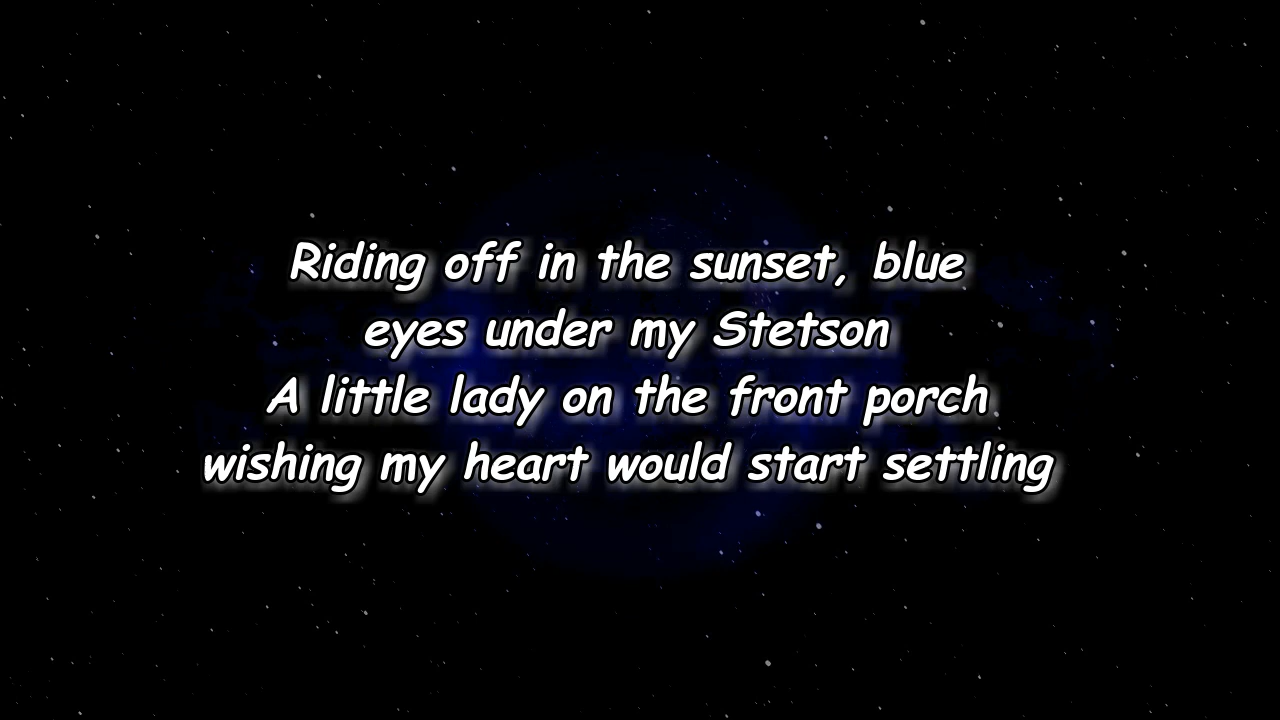 Riding off in the sunset, blue
eyes under my Stetson
A little lady on the front porch
wishing my heart would start settling